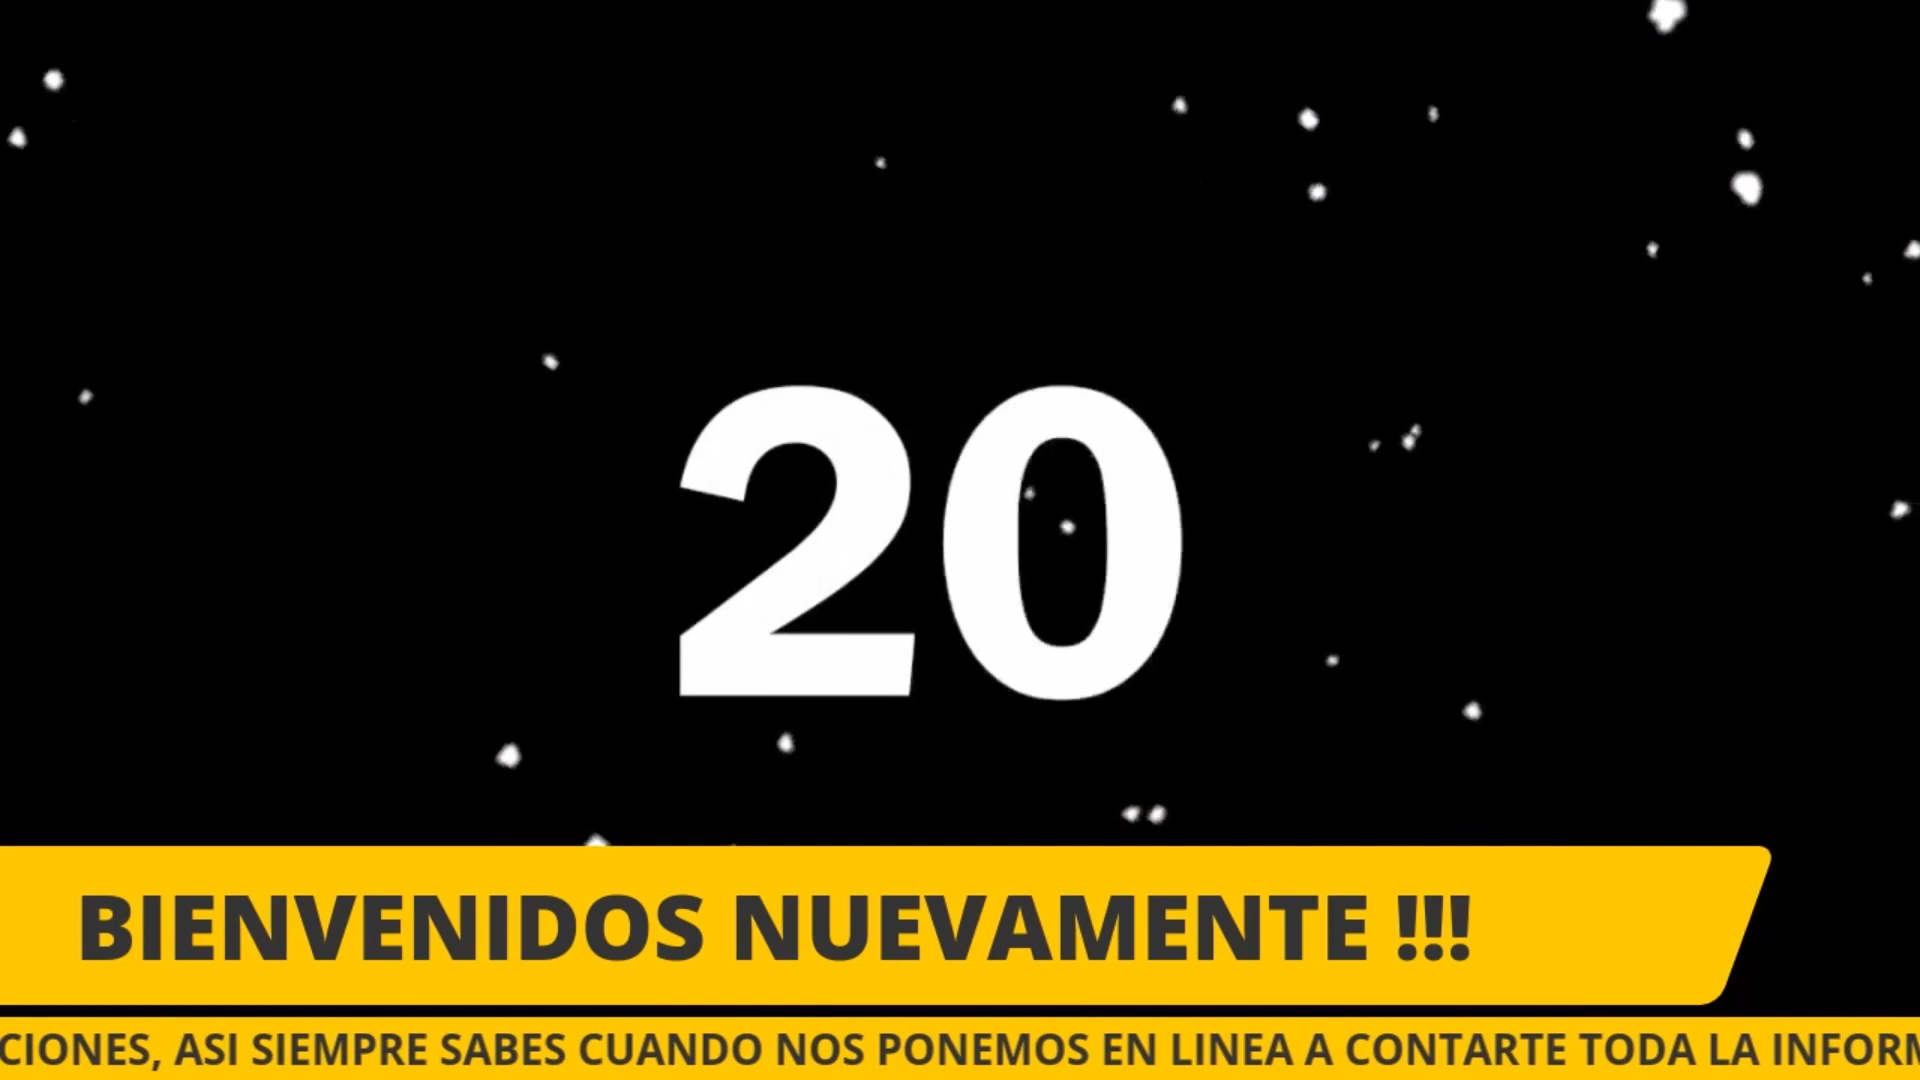 20
BIENVENIDOS NUEVAMENTE !!!
CIONES, ASI SIEMPRE SABES CUANDO NOS PONEMOS EN LINEA A CONTARTE TODA LA INFORM